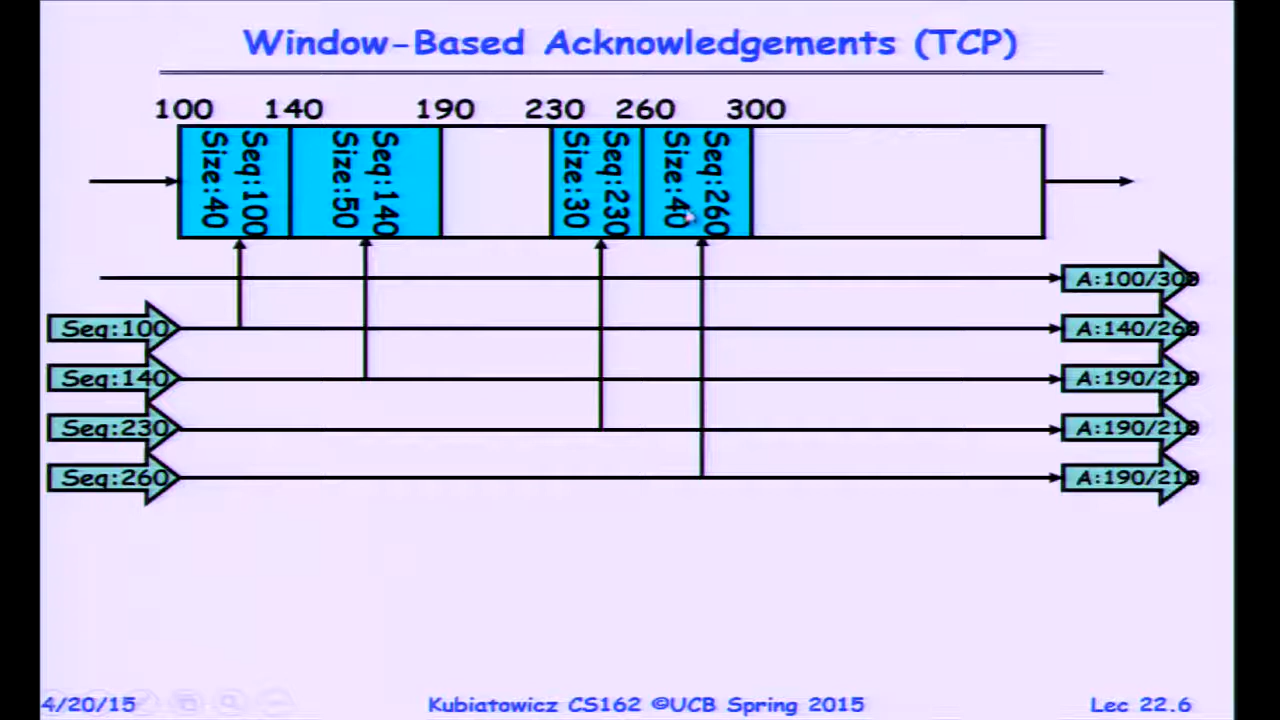 Window-Based Acknowledgements (TCP)
100 140 190 230 260 300
Seq:100
Size:40
Seq:140
Size:50
Seq:230
Size:30
Seq:260
Size:40
A:100/300
Seq:100 A:140/260
Seq:140 A:190/210
Seq:230 A:190/210
Seq:260 A:190/210
4/20/15 Kubiatowicz CS162 ©UCB Spring 2015 Lec 22.6